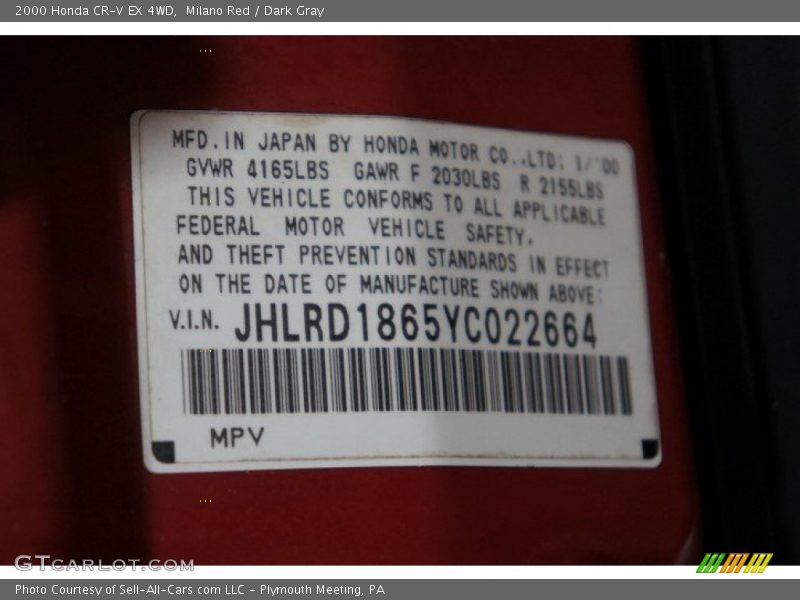 2000 Honda CR-V EX 4WD,  Milano Red / Dark Gray
MFD. IN JAPAN BY HONDA MOTOR CO.,LTD: 1/'00
GVWR 4165LBS GAWR F 2030LBS R 2155LBS
THIS VEHICLE CONFORMS TO ALL APPLICABLE
FEDERAL MOTOR VEHICLE SAFETY,
AND THEFT PREVENTION STANDARDS IN EFFECT
ON THE DATE OF MANUFACTURE SHOWN ABOVE:
V.I.N. JHLRD1865YC022664
MPV
GTcarlot.com
Photo Courtesy of Sell-All-Cars.com LLC - Plymouth Meeting, PA